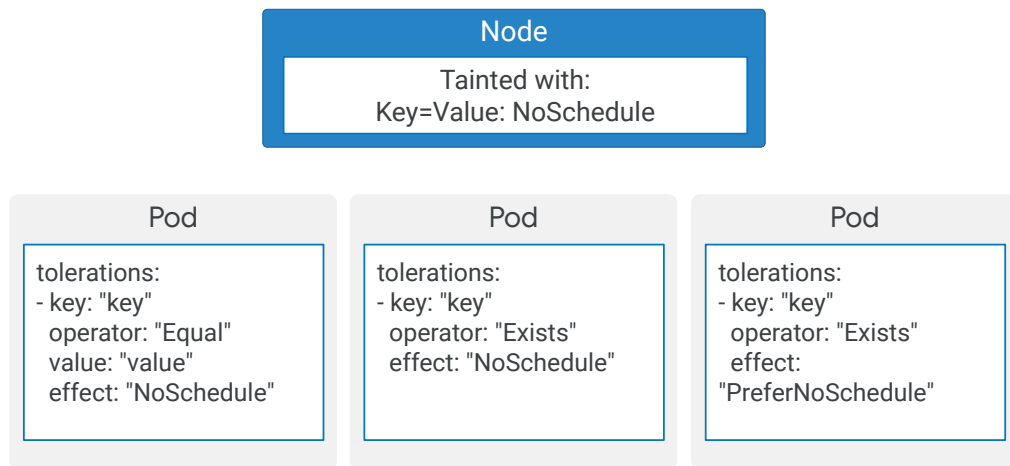 Node
Tainted with:
Key=Value: NoSchedule
Pod
tolerations:
- key: "key"
operator: "Equal"
value: "value"
effect: "NoSchedule"
Pod
tolerations:
- key: "key"
operator: "Exists"
effect: "NoSchedule"
Pod
tolerations:
- key: "key"
operator: "Exists"
effect:
"PreferNoSchedule"